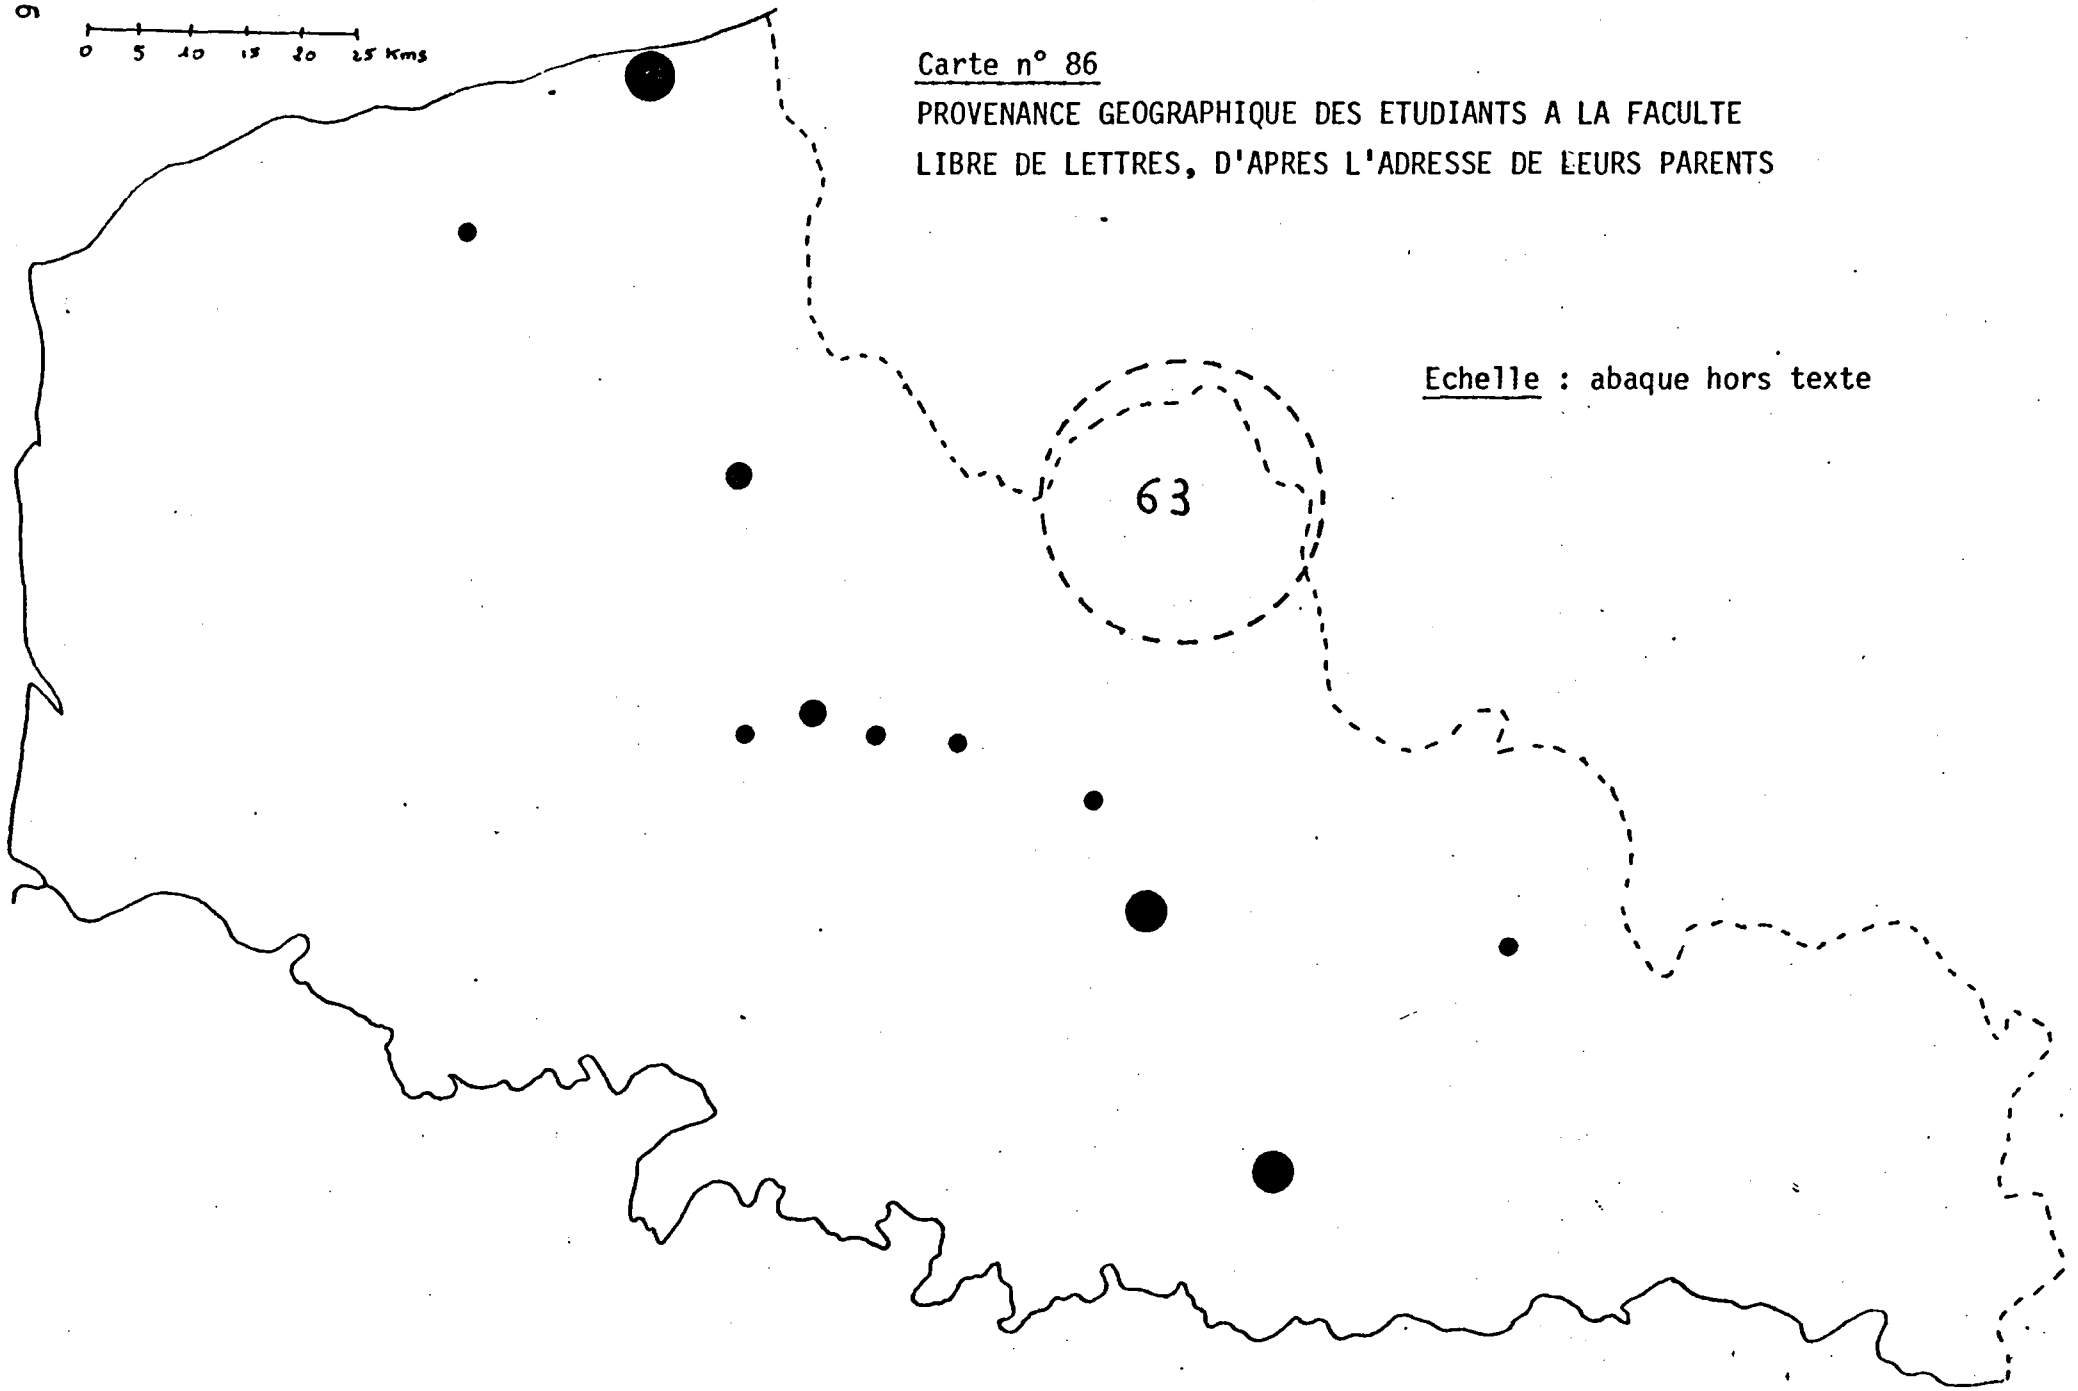 0 5 10 15 20 25 Kms
Carte n° 86
PROVENANCE GEOGRAPHIQUE DES ETUDIANTS A LA FACULTE
LIBRE DE LETTRES, D'APRES L'ADRESSE DE LEURS PARENTS
Echelle : abaque hors texte
63